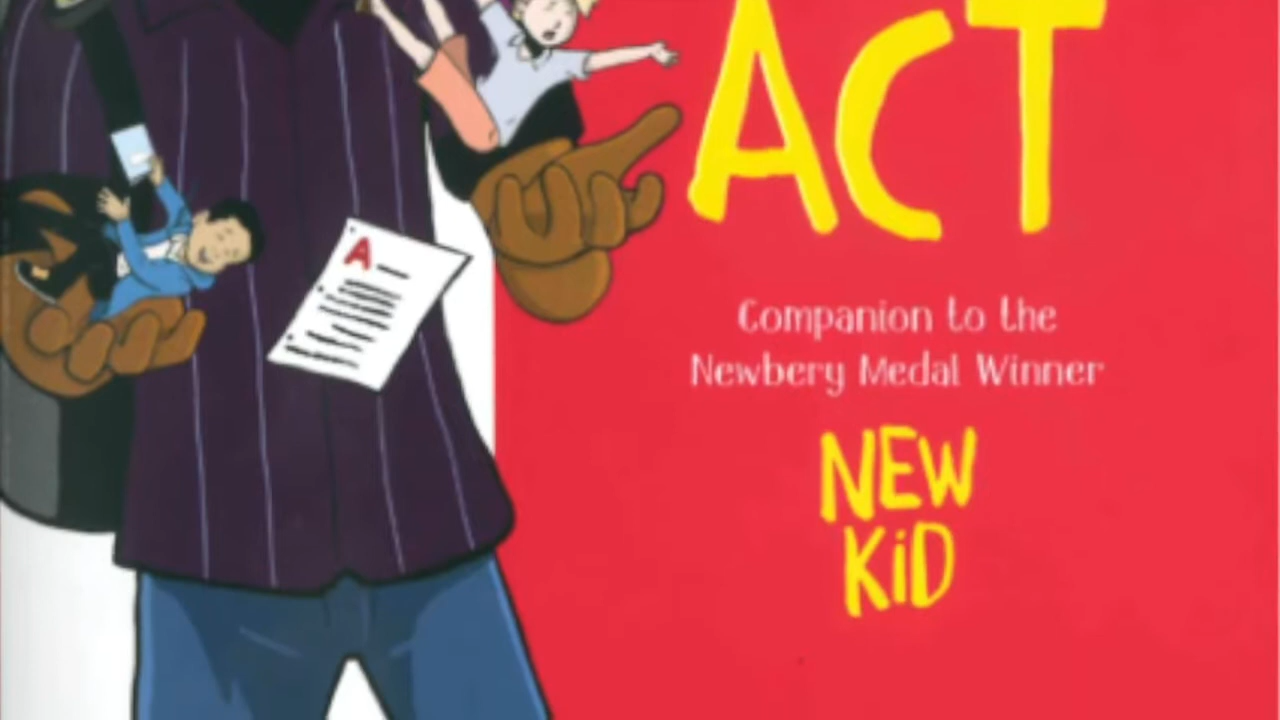 ACT
A-
Companion to the
Newbery Medal Winner
NEW
KiD